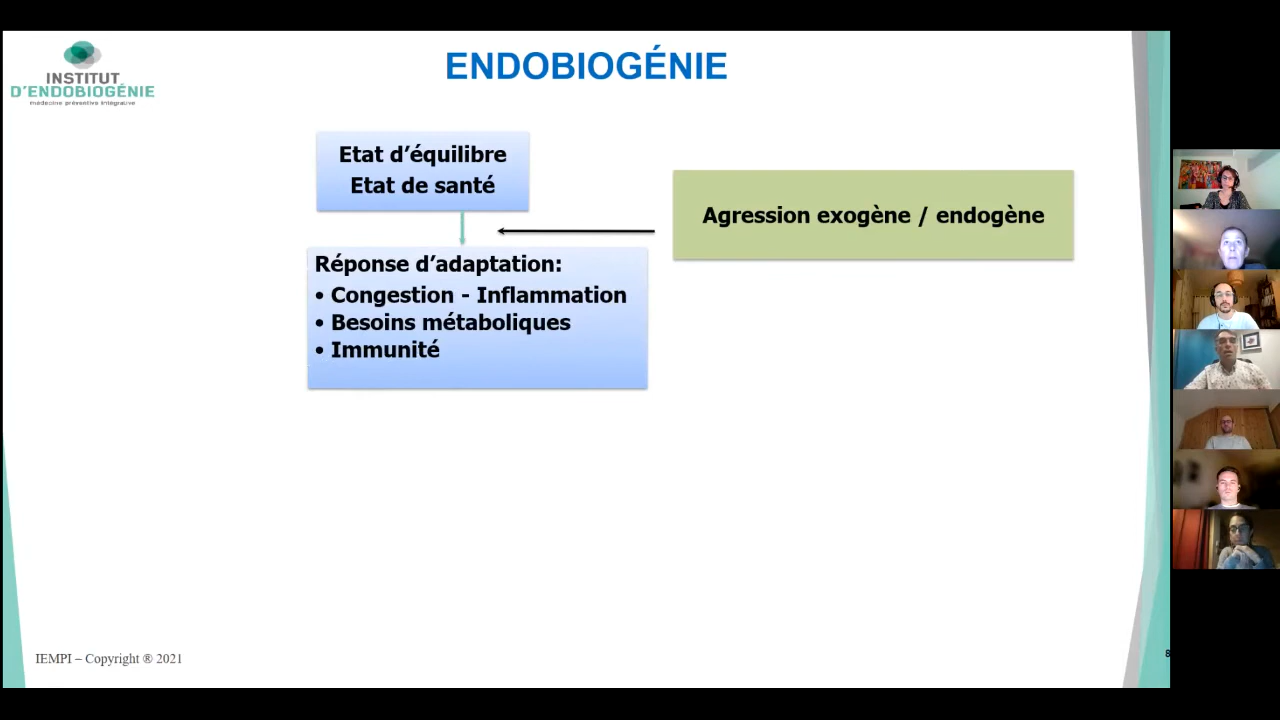 INSTITUT
D'ENDOBIOGÉNIE
médecine préventive intégrative
ENDOBIOGÉNIE
Etat d'équilibre
Etat de santé
Agression exogène / endogène
Réponse d'adaptation:
• Congestion - Inflammation
• Besoins métaboliques
• Immunité
IEMPI – Copyright ® 2021
8